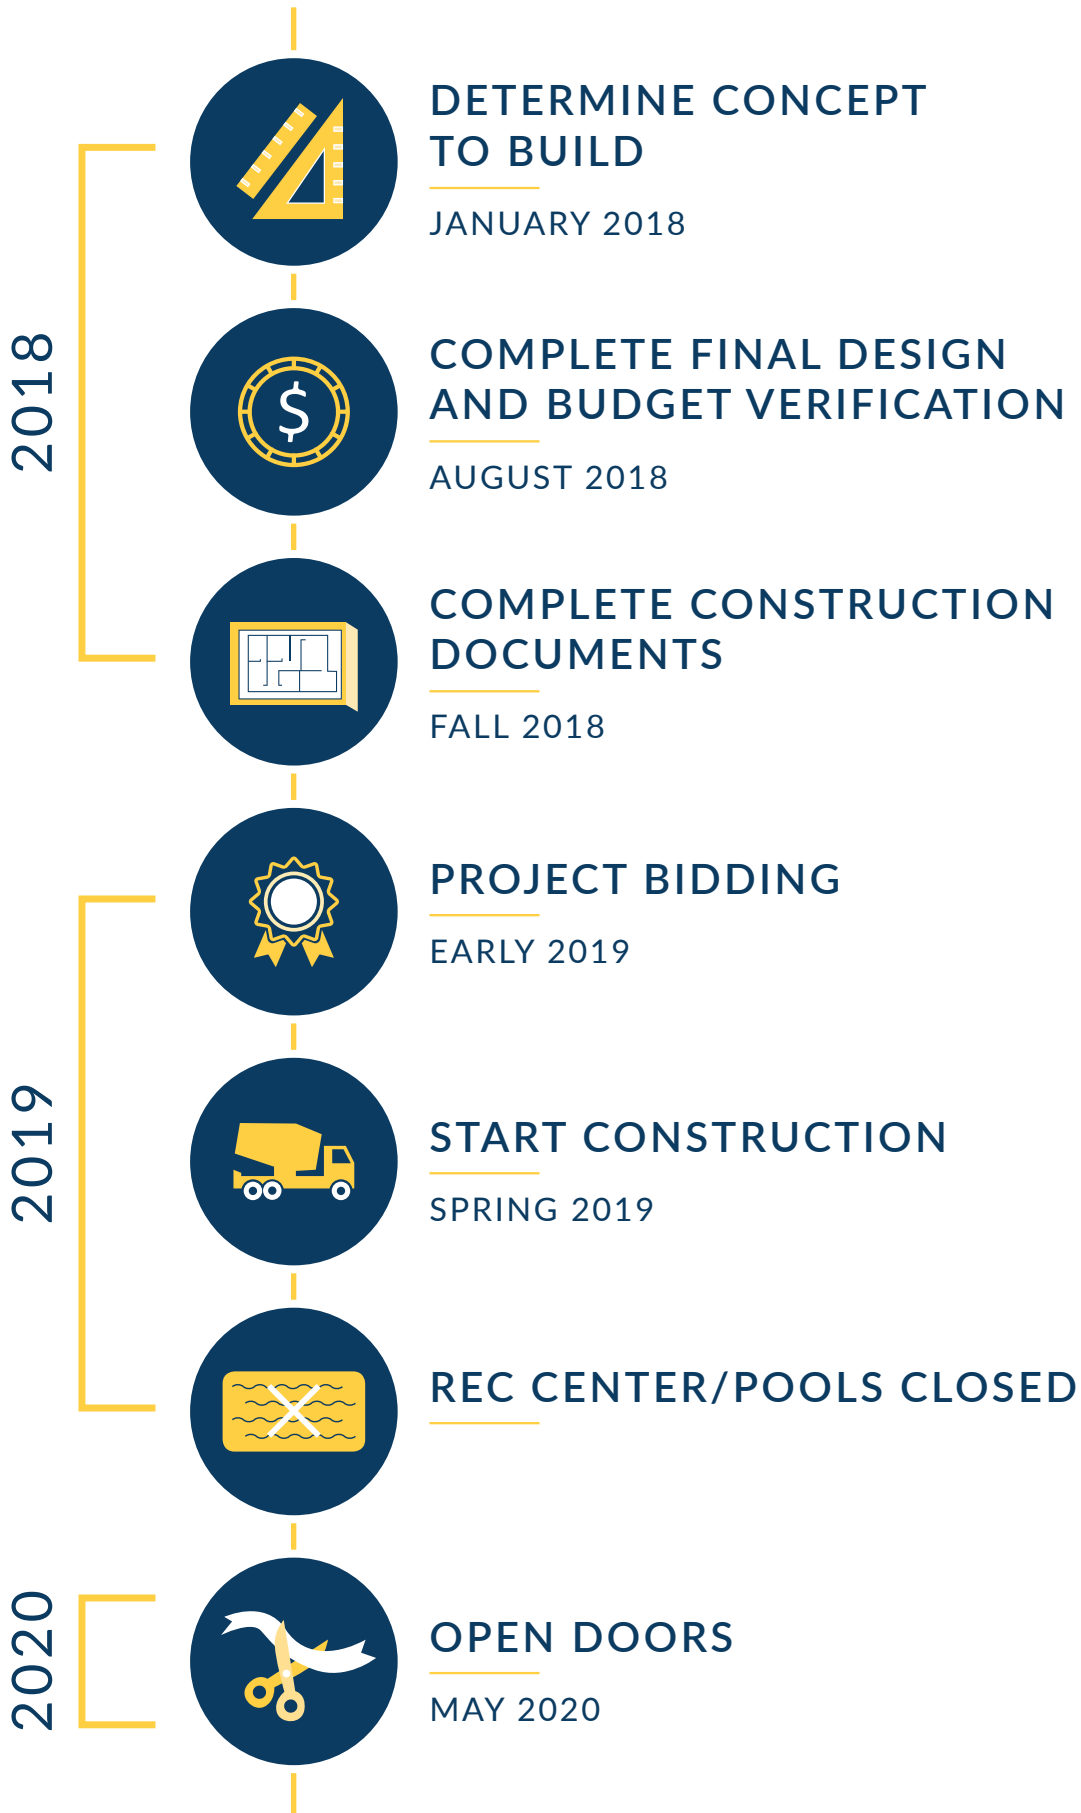 2018
DETERMINE CONCEPT
TO BUILD
JANUARY 2018
$
COMPLETE FINAL DESIGN
AND BUDGET VERIFICATION
AUGUST 2018
COMPLETE CONSTRUCTION
DOCUMENTS
FALL 2018
2019
PROJECT BIDDING
EARLY 2019
START CONSTRUCTION
SPRING 2019
REC CENTER/POOLS CLOSED
2020
OPEN DOORS
MAY 2020